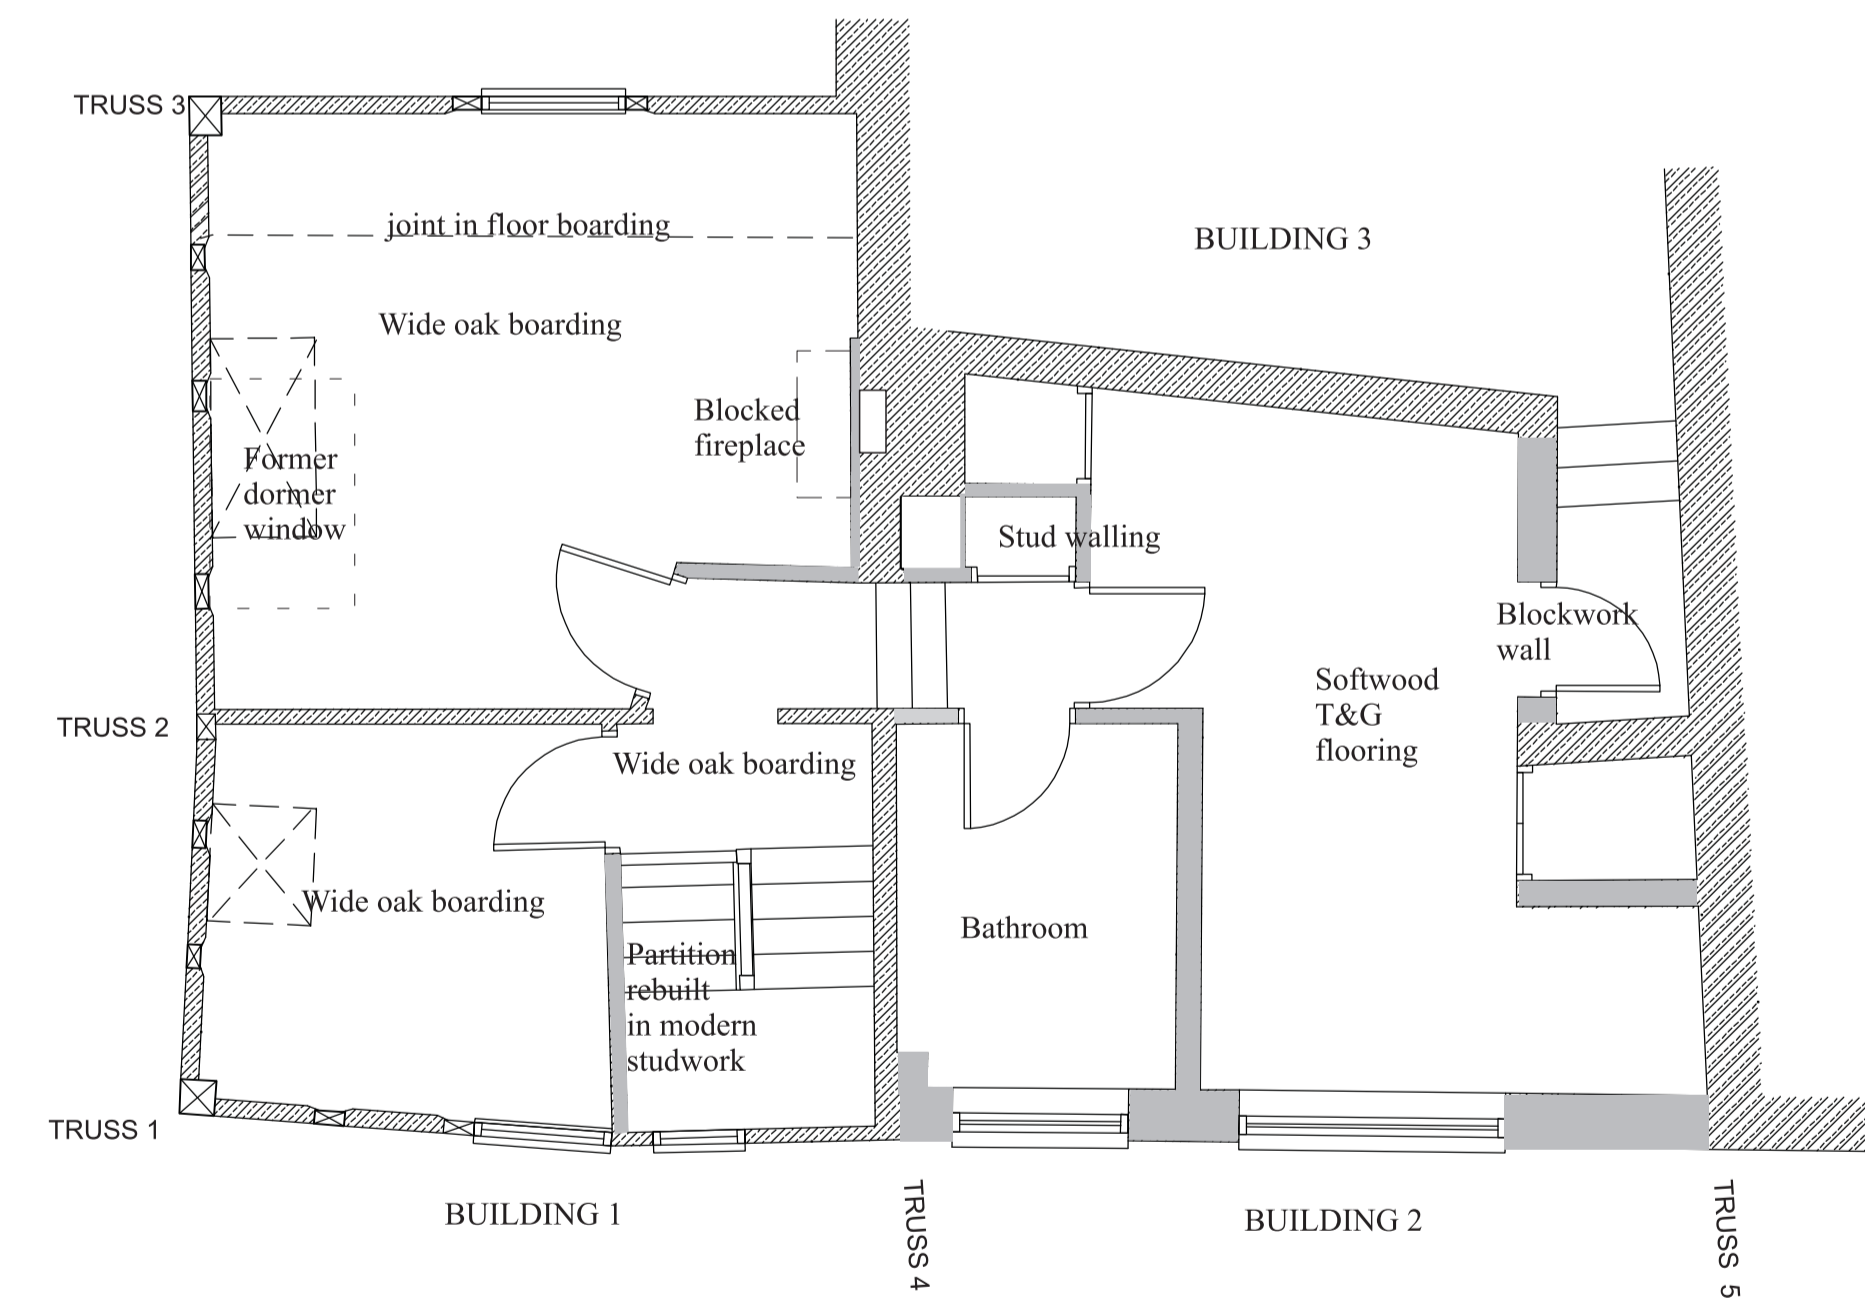 TRUSS 3
joint in floor boarding
BUILDING 3
Wide oak boarding
Blocked
fireplace
Former
dormer
window
Stud walling
Blockwork
wall
Softwood
T&G
flooring
TRUSS 2
Wide oak boarding
Wide oak boarding
Partition
rebuilt
in modern
studwork
Bathroom
TRUSS 1
BUILDING 1
TRUSS 4
BUILDING 2
TRUSS 5